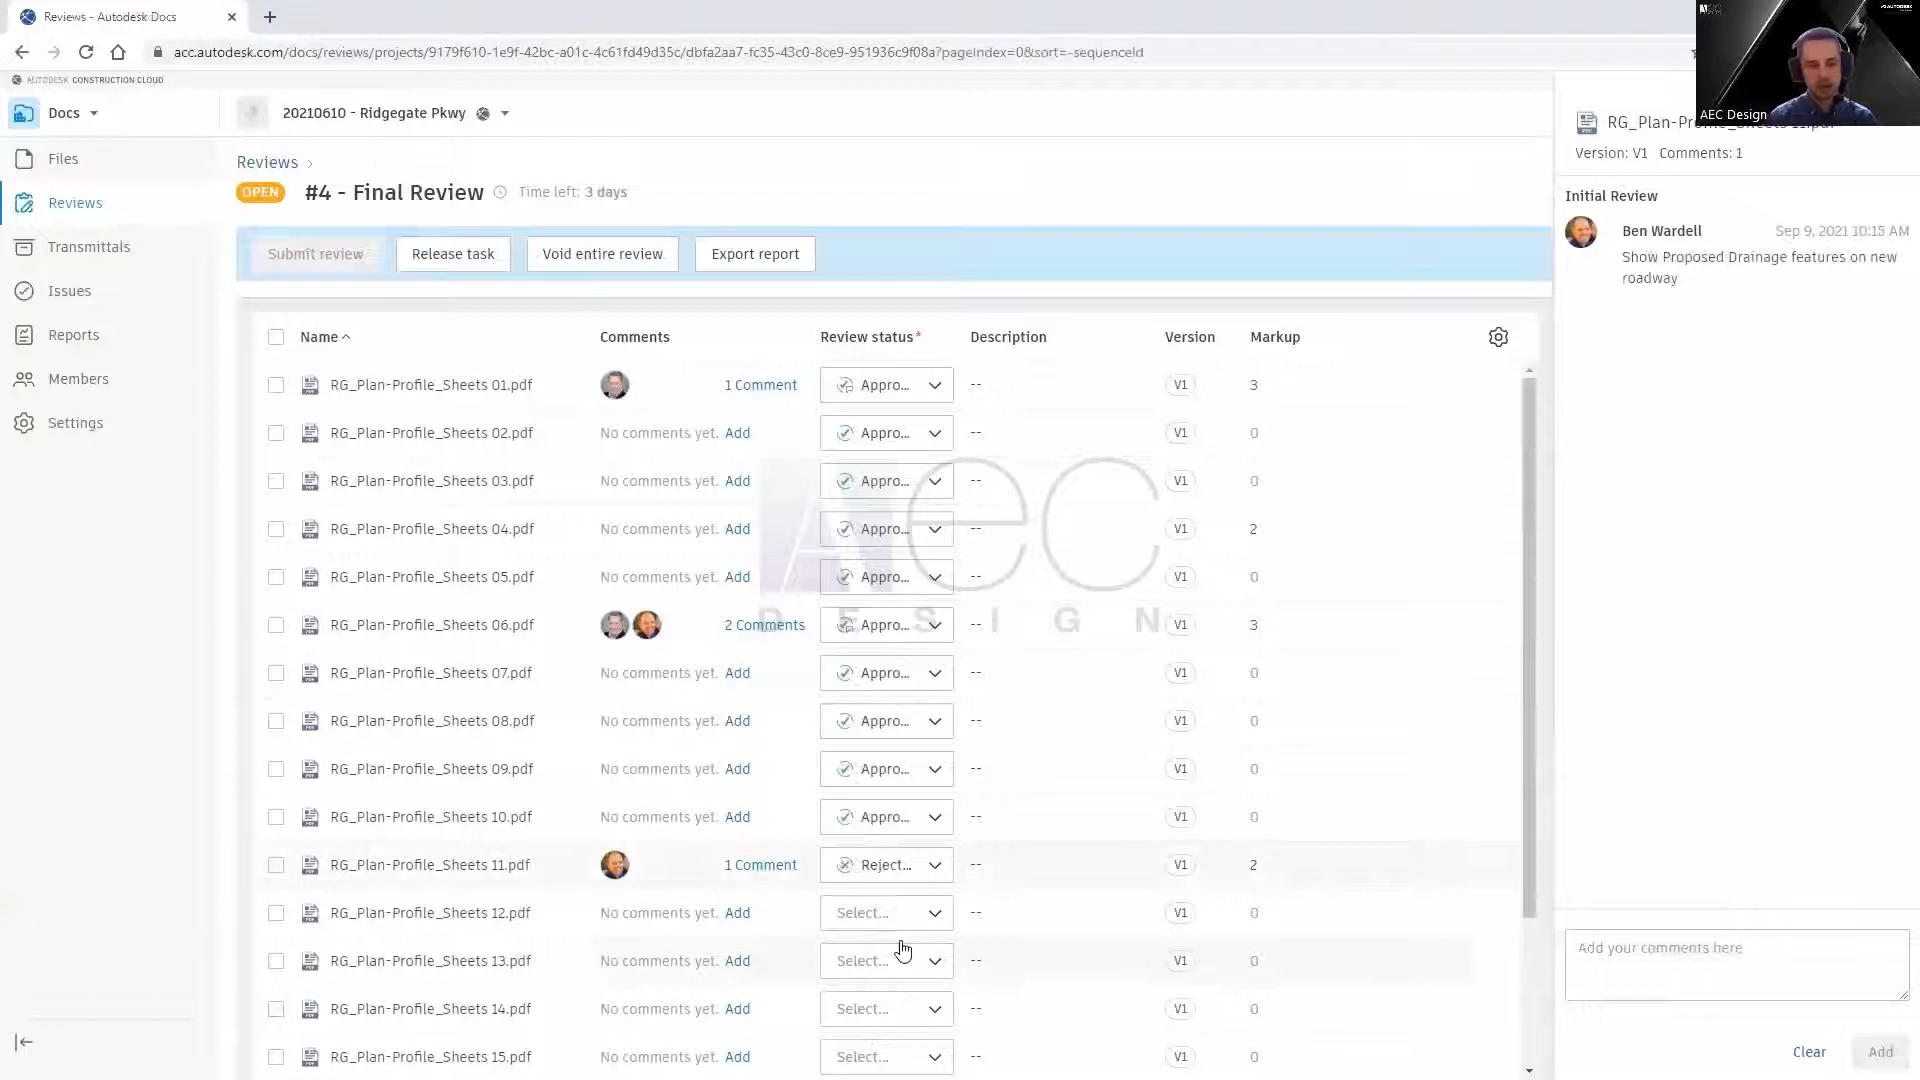 Reviews - Autodesk Docs
acc.autodesk.com/docs/reviews/projects/9179f610-1e9f-42bc-a01c-4c61fd49d35c/dbfa2aa7-fc35-43c0-8ce9-951936c9f08a?pageIndex=0&sort=-sequenceId
AUTODESK CONSTRUCTION CLOUD
AEC Design
Docs
20210610 - Ridgegate Pkwy
Files
Reviews
Transmittals
Issues
Reports
Members
Settings
Reviews
OPEN #4 - Final Review Time left: 3 days
Submit review Release task Void entire review Export report
Name Comments Review status* Description Version Markup
RG_Plan-Profile_Sheets 01.pdf 1 Comment Appro... -- V1 3
RG_Plan-Profile_Sheets 02.pdf No comments yet. Add Appro... -- V1 0
RG_Plan-Profile_Sheets 03.pdf No comments yet. Add Appro... -- V1 0
RG_Plan-Profile_Sheets 04.pdf No comments yet. Add Appro... -- V1 2
RG_Plan-Profile_Sheets 05.pdf No comments yet. Add Appro... -- V1 0
RG_Plan-Profile_Sheets 06.pdf 2 Comments Appro... -- V1 3
RG_Plan-Profile_Sheets 07.pdf No comments yet. Add Appro... -- V1 0
RG_Plan-Profile_Sheets 08.pdf No comments yet. Add Appro... -- V1 0
RG_Plan-Profile_Sheets 09.pdf No comments yet. Add Appro... -- V1 0
RG_Plan-Profile_Sheets 10.pdf No comments yet. Add Appro... -- V1 0
RG_Plan-Profile_Sheets 11.pdf 1 Comment Reject... -- V1 2
RG_Plan-Profile_Sheets 12.pdf No comments yet. Add Select... -- V1 0
RG_Plan-Profile_Sheets 13.pdf No comments yet. Add Select... -- V1 0
RG_Plan-Profile_Sheets 14.pdf No comments yet. Add Select... -- V1 0
RG_Plan-Profile_Sheets 15.pdf No comments yet. Add Select... -- V1 0
Aec
DESIGN
Version: V1 Comments: 1
Initial Review
Ben Wardell Sep 9, 2021 10:15 AM
Show Proposed Drainage features on new
roadway
Add your comments here
Clear Add